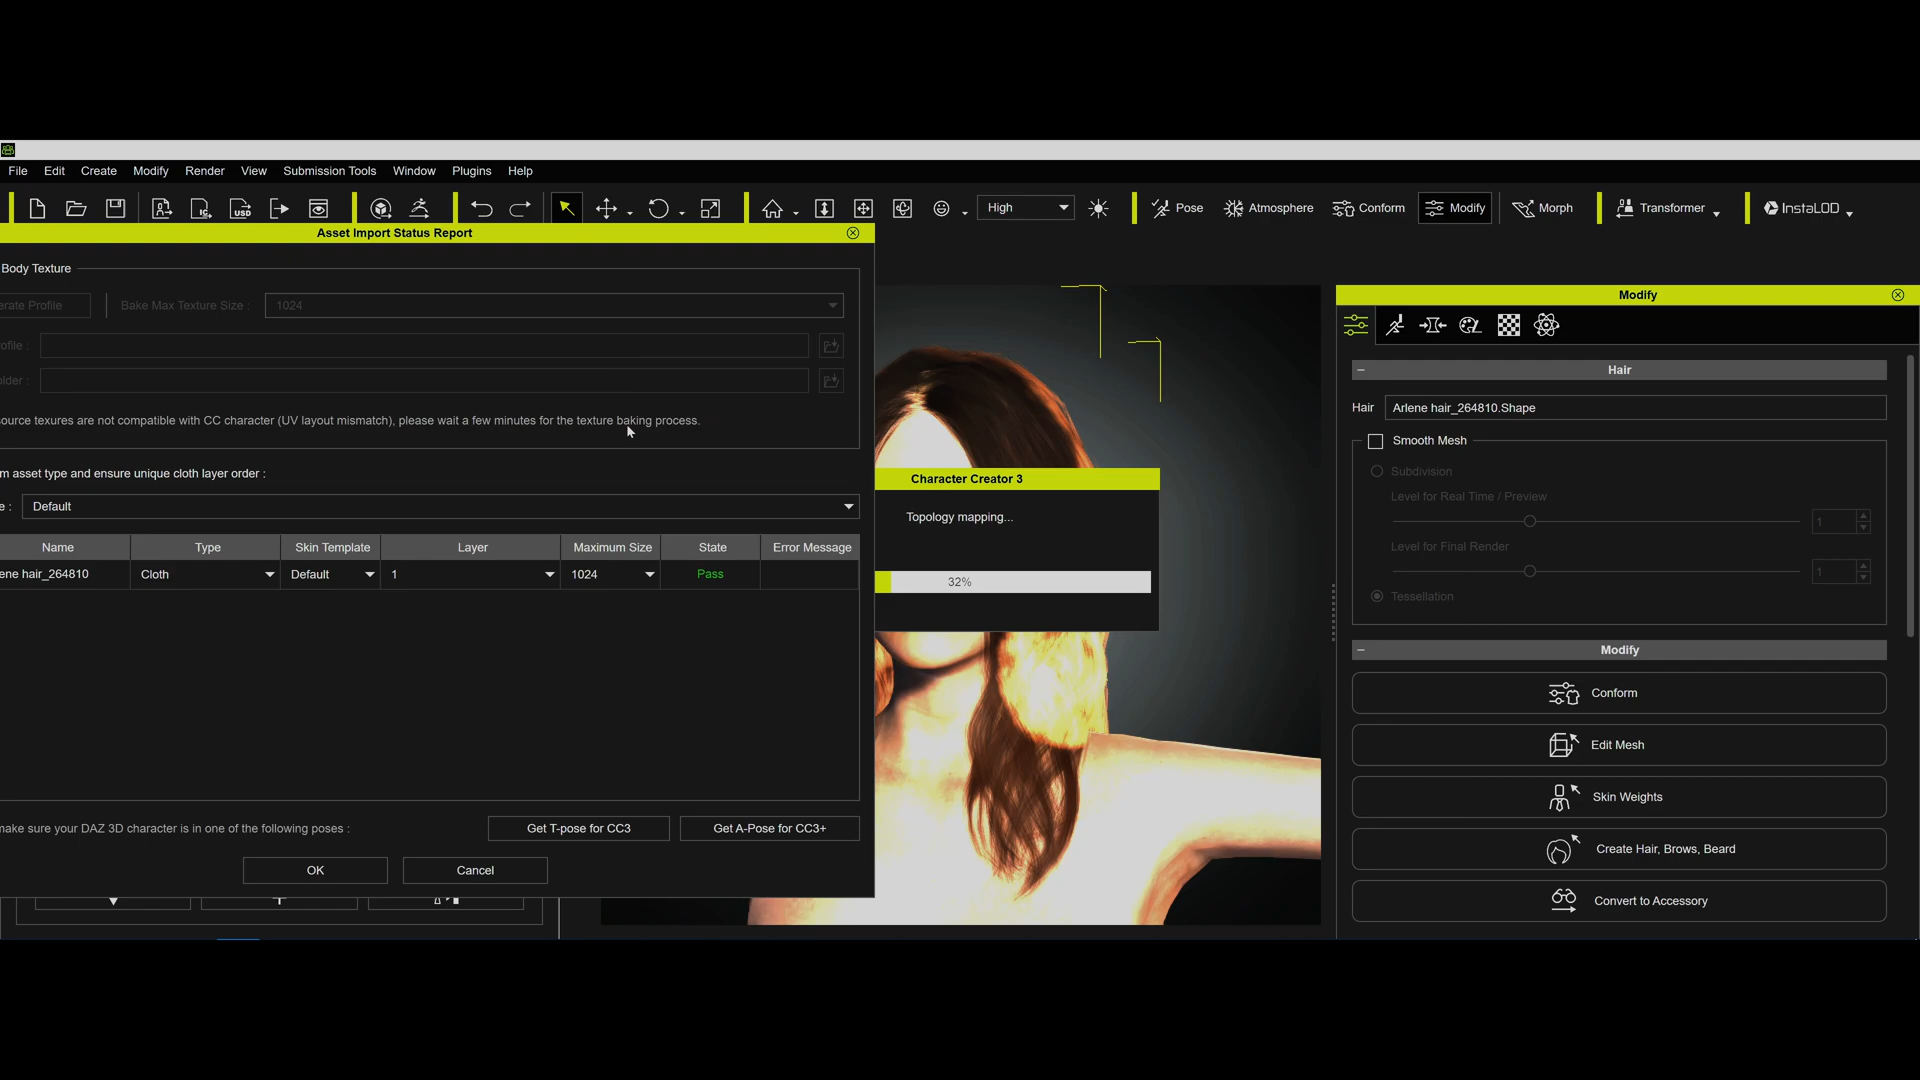 File Edit Create Modify Render View Submission Tools Window Plugins Help
High Pose Atmosphere Conform Modify Morph Transformer InstaLOD
Asset Import Status Report
Body Texture
erate Profile Bake Max Texture Size : 1024
ofile :
lder :
ource texures are not compatible with CC character (UV layout mismatch), please wait a few minutes for the texture baking process.
m asset type and ensure unique cloth layer order :
e : Default
Name Type Skin Template Layer Maximum Size State Error Message
ene hair_264810 Cloth Default 1 1024 Pass
make sure your DAZ 3D character is in one of the following poses :
Get T-pose for CC3 Get A-Pose for CC3+
OK Cancel
Character Creator 3
Topology mapping...
32%
Modify
Hair
Hair Arlene hair_264810.Shape
Smooth Mesh
Subdivision
Level for Real Time / Preview
1
Level for Final Render
1
Tessellation
Modify
Conform
Edit Mesh
Skin Weights
Create Hair, Brows, Beard
Convert to Accessory